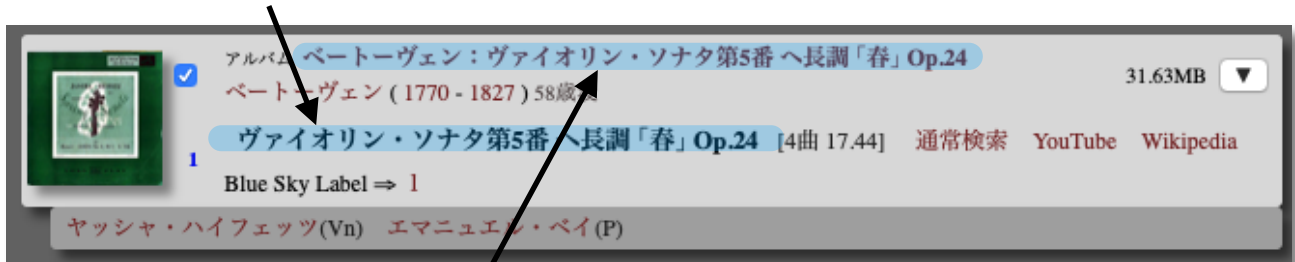 アルバム ベートーヴェン：ヴァイオリン・ソナタ第5番 ヘ長調「春」Op.24
ベートーヴェン ( 1770 - 1827 ) 58歳没
31.63MB ▼
1 ヴァイオリン・ソナタ第5番 ヘ長調「春」Op.24 [4曲 17.44] 通常検索 YouTube Wikipedia
Blue Sky Label ⇒ 1
ヤッシャ・ハイフェッツ(Vn) エマニュエル・ベイ(P)